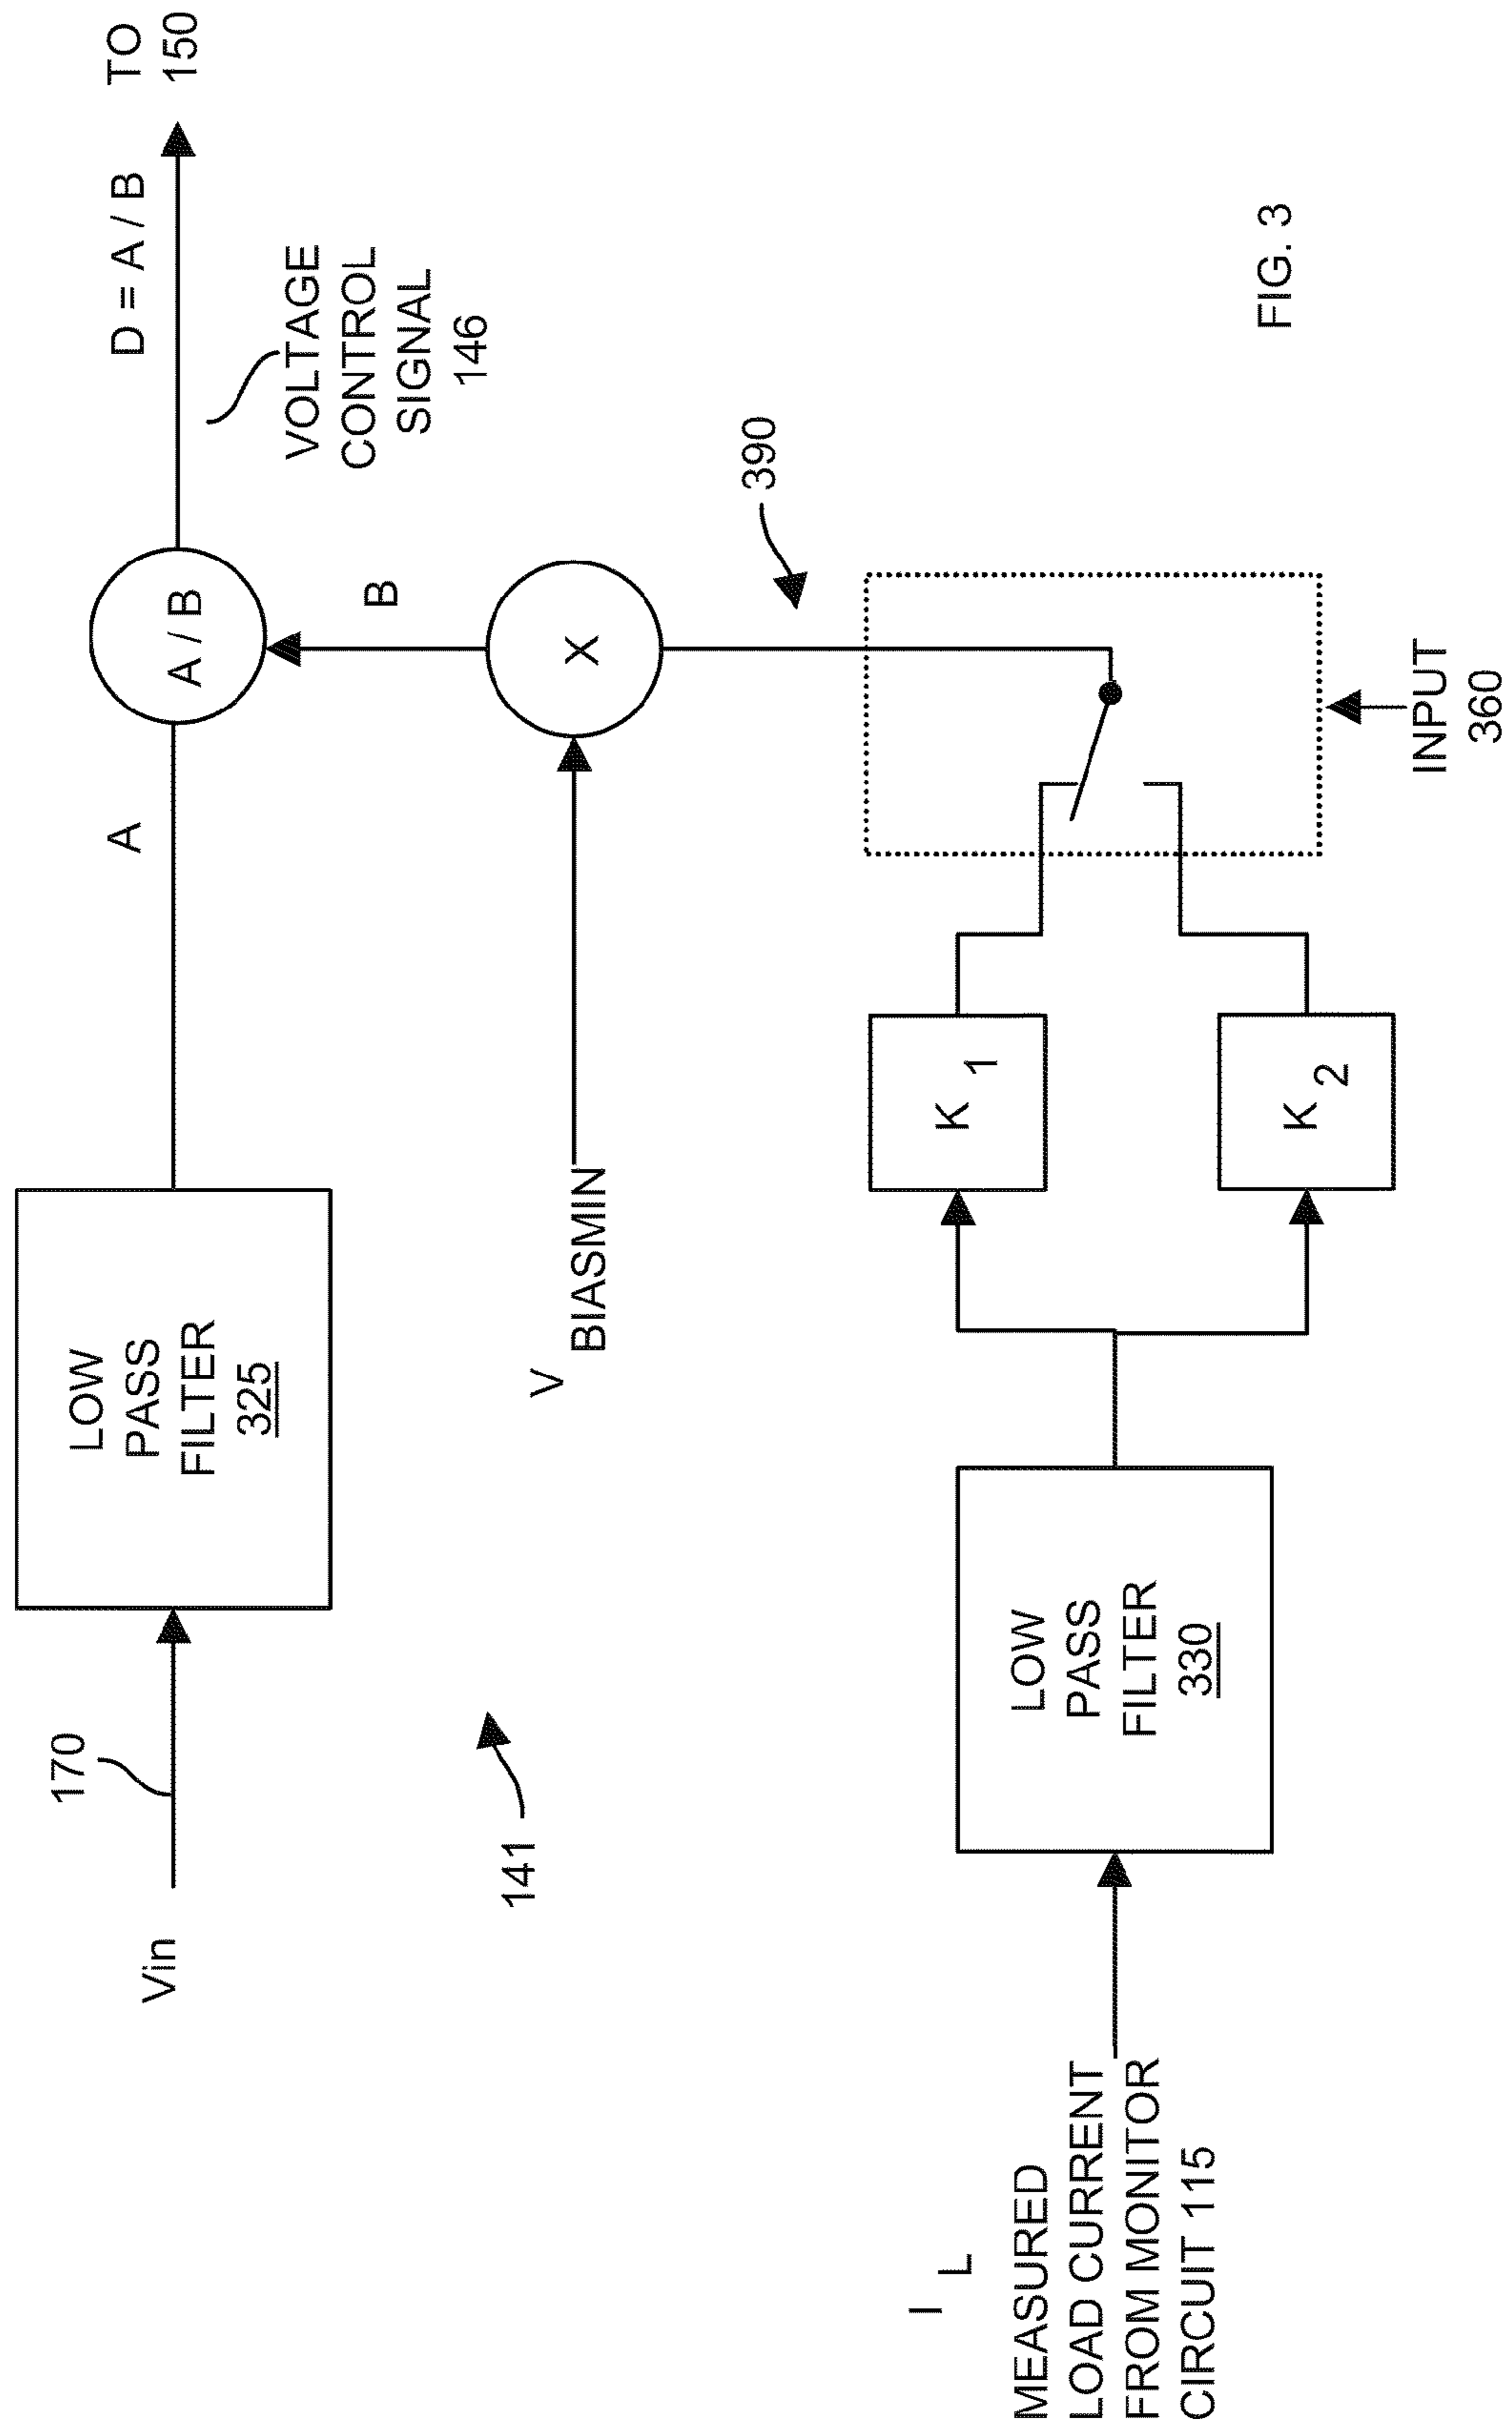 Vin
170
LOW
PASS
FILTER
325
A
A / B
D = A / B
TO
150
VOLTAGE
CONTROL
SIGNAL
146
B
X
V
BIASMIN
141
390
I
L
MEASURED
LOAD CURRENT
FROM MONITOR
CIRCUIT 115
LOW
PASS
FILTER
330
K
1
K
2
INPUT
360
FIG. 3